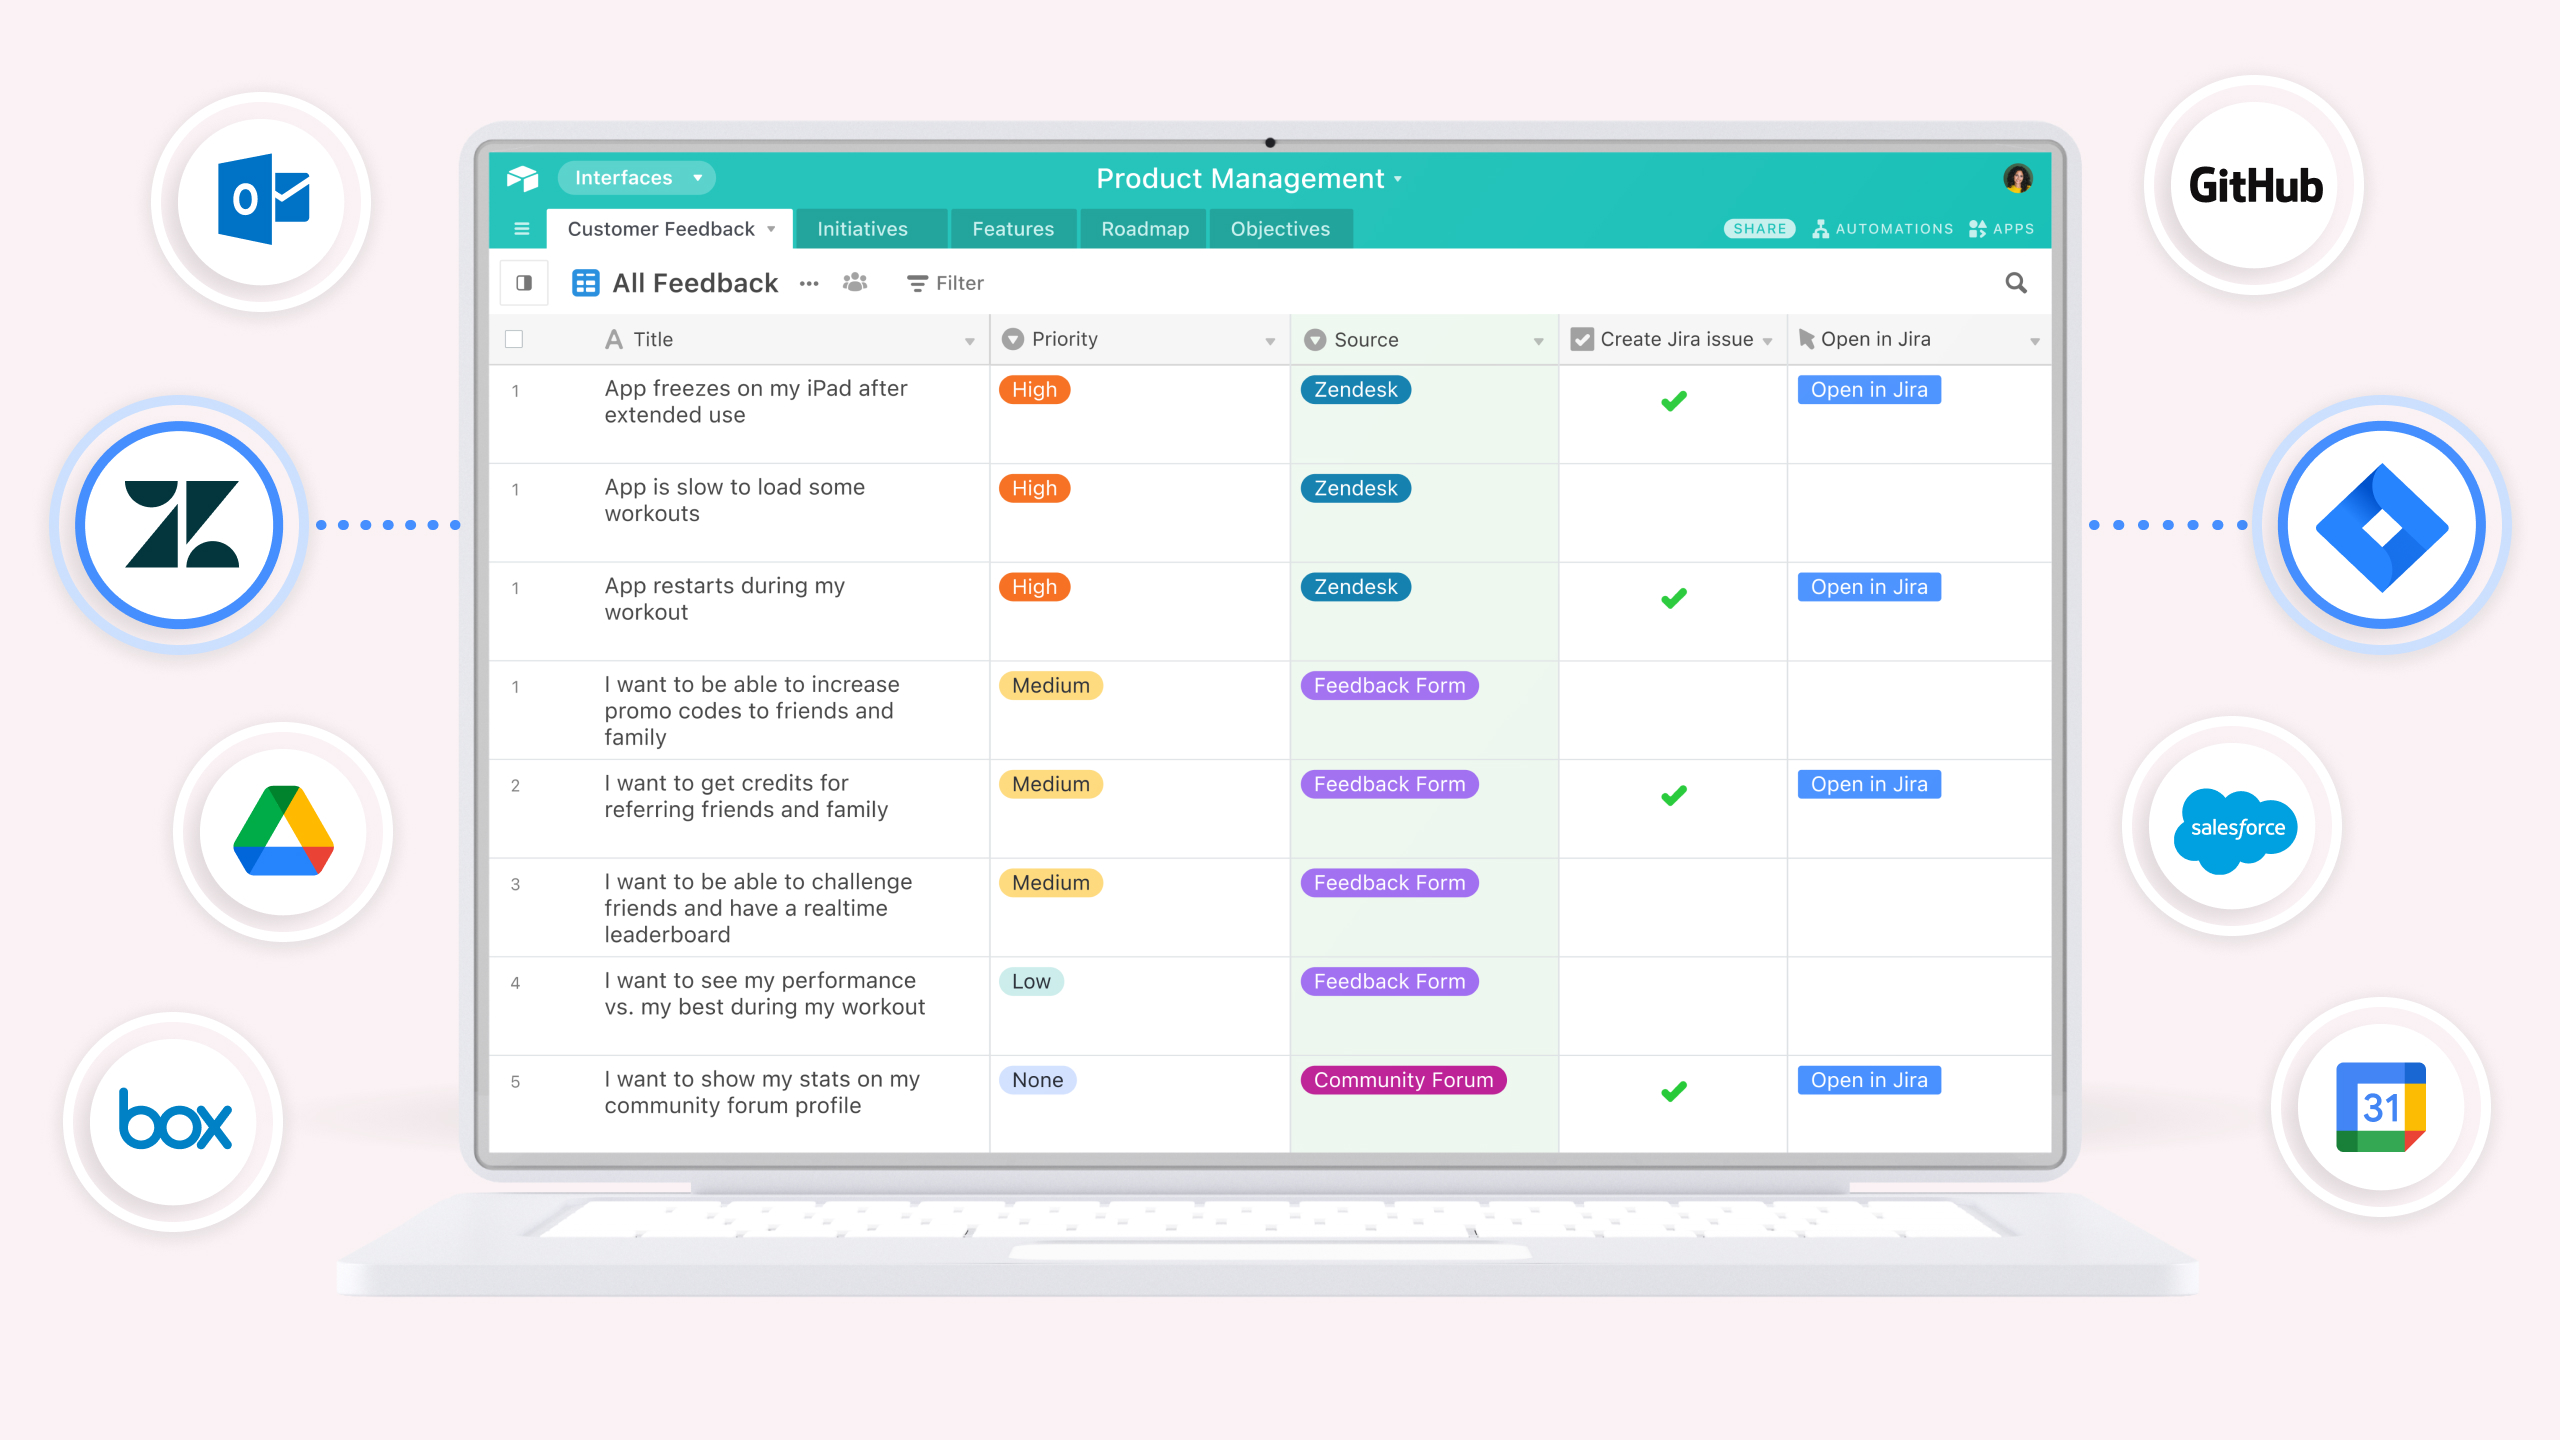 GitHub
Interfaces
Product Management
Customer Feedback
Initiatives
Features
Roadmap
Objectives
SHARE
AUTOMATIONS
APPS
All Feedback
Filter
Title
Priority
Source
Create Jira issue
Open in Jira
1
App freezes on my iPad after
extended use
High
Zendesk
Open in Jira
1
App is slow to load some
workouts
High
Zendesk
1
App restarts during my
workout
High
Zendesk
Open in Jira
1
I want to be able to increase
promo codes to friends and
family
Medium
Feedback Form
2
I want to get credits for
referring friends and family
Medium
Feedback Form
Open in Jira
3
I want to be able to challenge
friends and have a realtime
leaderboard
Medium
Feedback Form
4
I want to see my performance
vs. my best during my workout
Low
Feedback Form
5
I want to show my stats on my
community forum profile
None
Community Forum
Open in Jira
O
box
salesforce
31